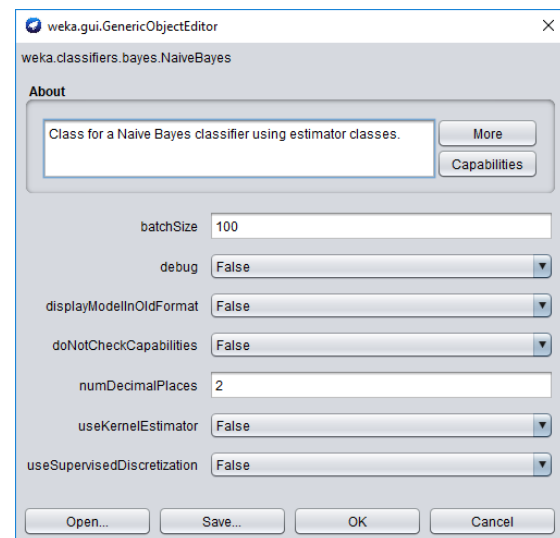 weka.gui.GenericObjectEditor
weka.classifiers.bayes.NaiveBayes
About
Class for a Naive Bayes classifier using estimator classes.
More
Capabilities
batchSize 100
debug False
displayModelInOldFormat False
doNotCheckCapabilities False
numDecimalPlaces 2
useKernelEstimator False
useSupervisedDiscretization False
Open... Save... OK Cancel